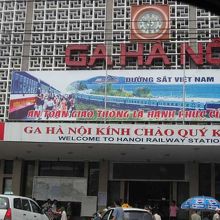 GA HÀ N
ĐƯỜNG SẮT VIỆT NAM
AN TOÀN GIAO THÔNG LÀ HẠNH PHÚC
GA HÀ NỘI KÍNH CHÀO QUÝ K
WELCOME TO HANOI RAILWAY STATION